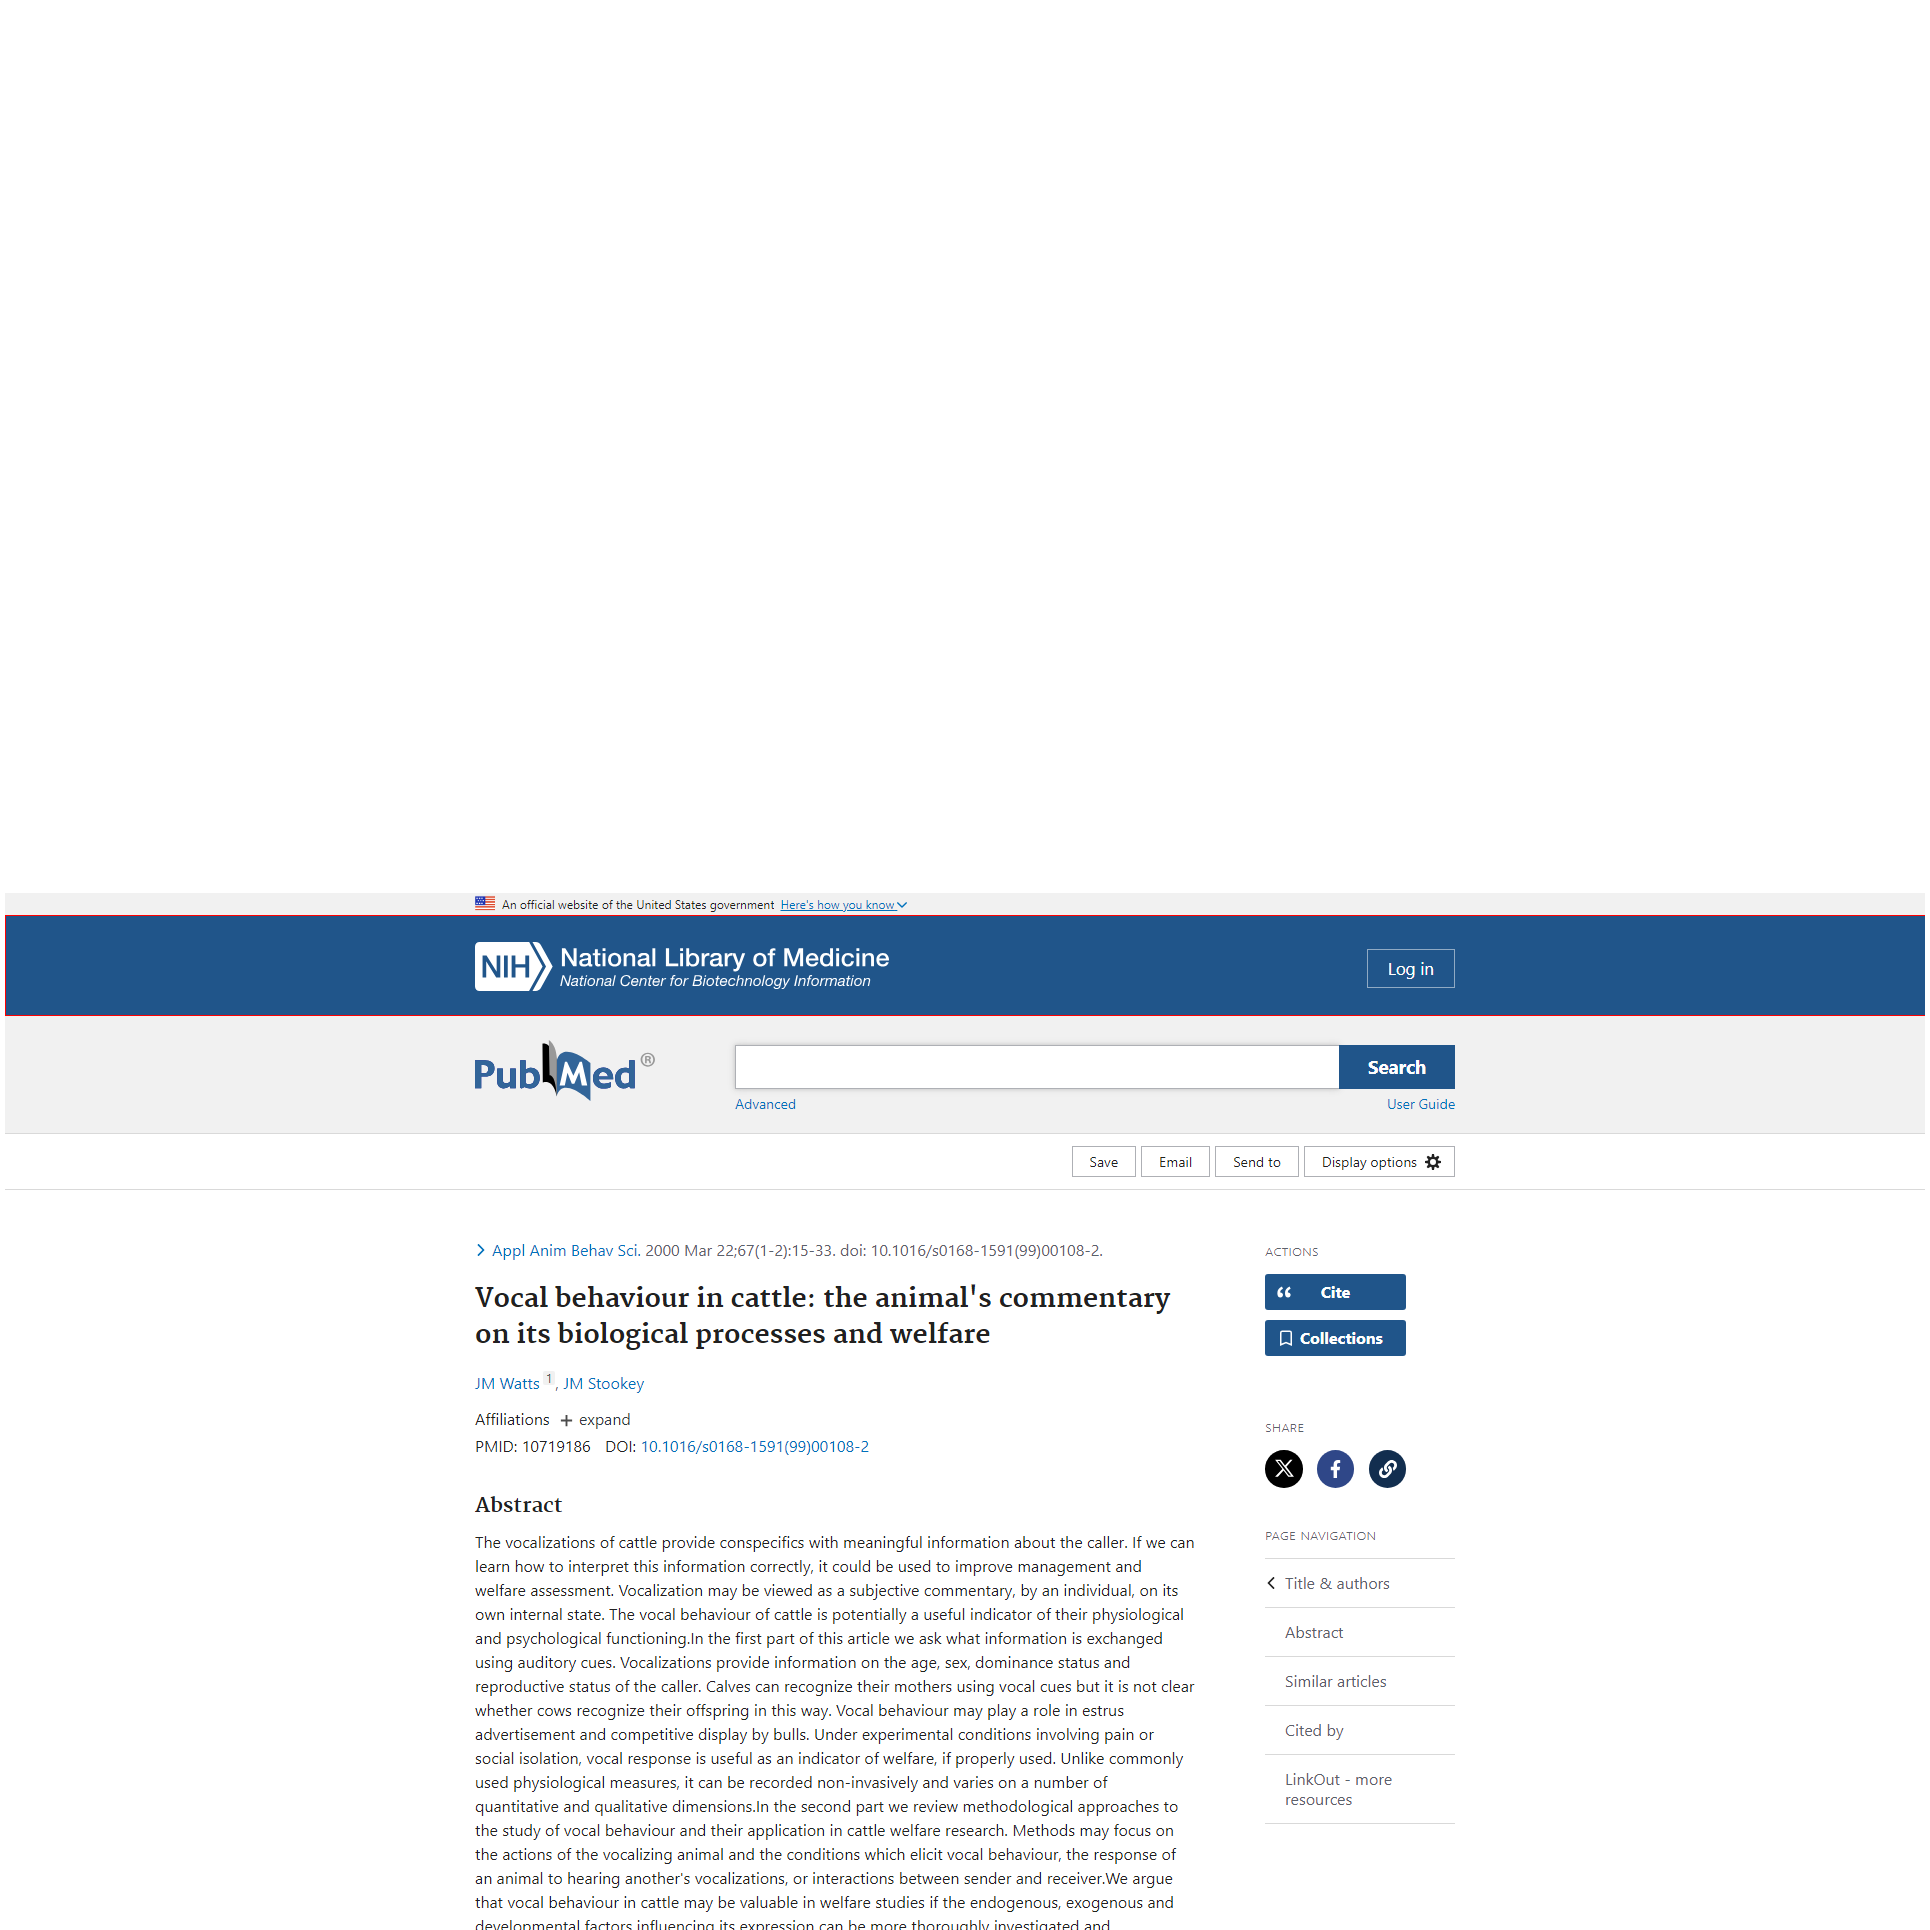 An official website of the United States government Here's how you know
NIH National Library of Medicine
National Center for Biotechnology Information
Log in
PubMed®
Search
Advanced
User Guide
Save
Email
Send to
Display options
Appl Anim Behav Sci. 2000 Mar 22;67(1-2):15-33. doi: 10.1016/s0168-1591(99)00108-2.
Vocal behaviour in cattle: the animal's commentary
on its biological processes and welfare
JM Watts 1, JM Stookey
Affiliations + expand
PMID: 10719186 DOI: 10.1016/s0168-1591(99)00108-2
Abstract
The vocalizations of cattle provide conspecifics with meaningful information about the caller. If we can
learn how to interpret this information correctly, it could be used to improve management and
welfare assessment. Vocalization may be viewed as a subjective commentary, by an individual, on its
own internal state. The vocal behaviour of cattle is potentially a useful indicator of their physiological
and psychological functioning.In the first part of this article we ask what information is exchanged
using auditory cues. Vocalizations provide information on the age, sex, dominance status and
reproductive status of the caller. Calves can recognize their mothers using vocal cues but it is not clear
whether cows recognize their offspring in this way. Vocal behaviour may play a role in estrus
advertisement and competitive display by bulls. Under experimental conditions involving pain or
social isolation, vocal response is useful as an indicator of welfare, if properly used. Unlike commonly
used physiological measures, it can be recorded non-invasively and varies on a number of
quantitative and qualitative dimensions.In the second part we review methodological approaches to
the study of vocal behaviour and their application in cattle welfare research. Methods may focus on
the actions of the vocalizing animal and the conditions which elicit vocal behaviour, the response of
an animal to hearing another's vocalizations, or interactions between sender and receiver.We argue
that vocal behaviour in cattle may be valuable in welfare studies if the endogenous, exogenous and
developmental factors influencing its expression can be more thoroughly investigated and
ACTIONS
Cite
Collections
SHARE
PAGE NAVIGATION
Title & authors
Abstract
Similar articles
Cited by
LinkOut - more
resources